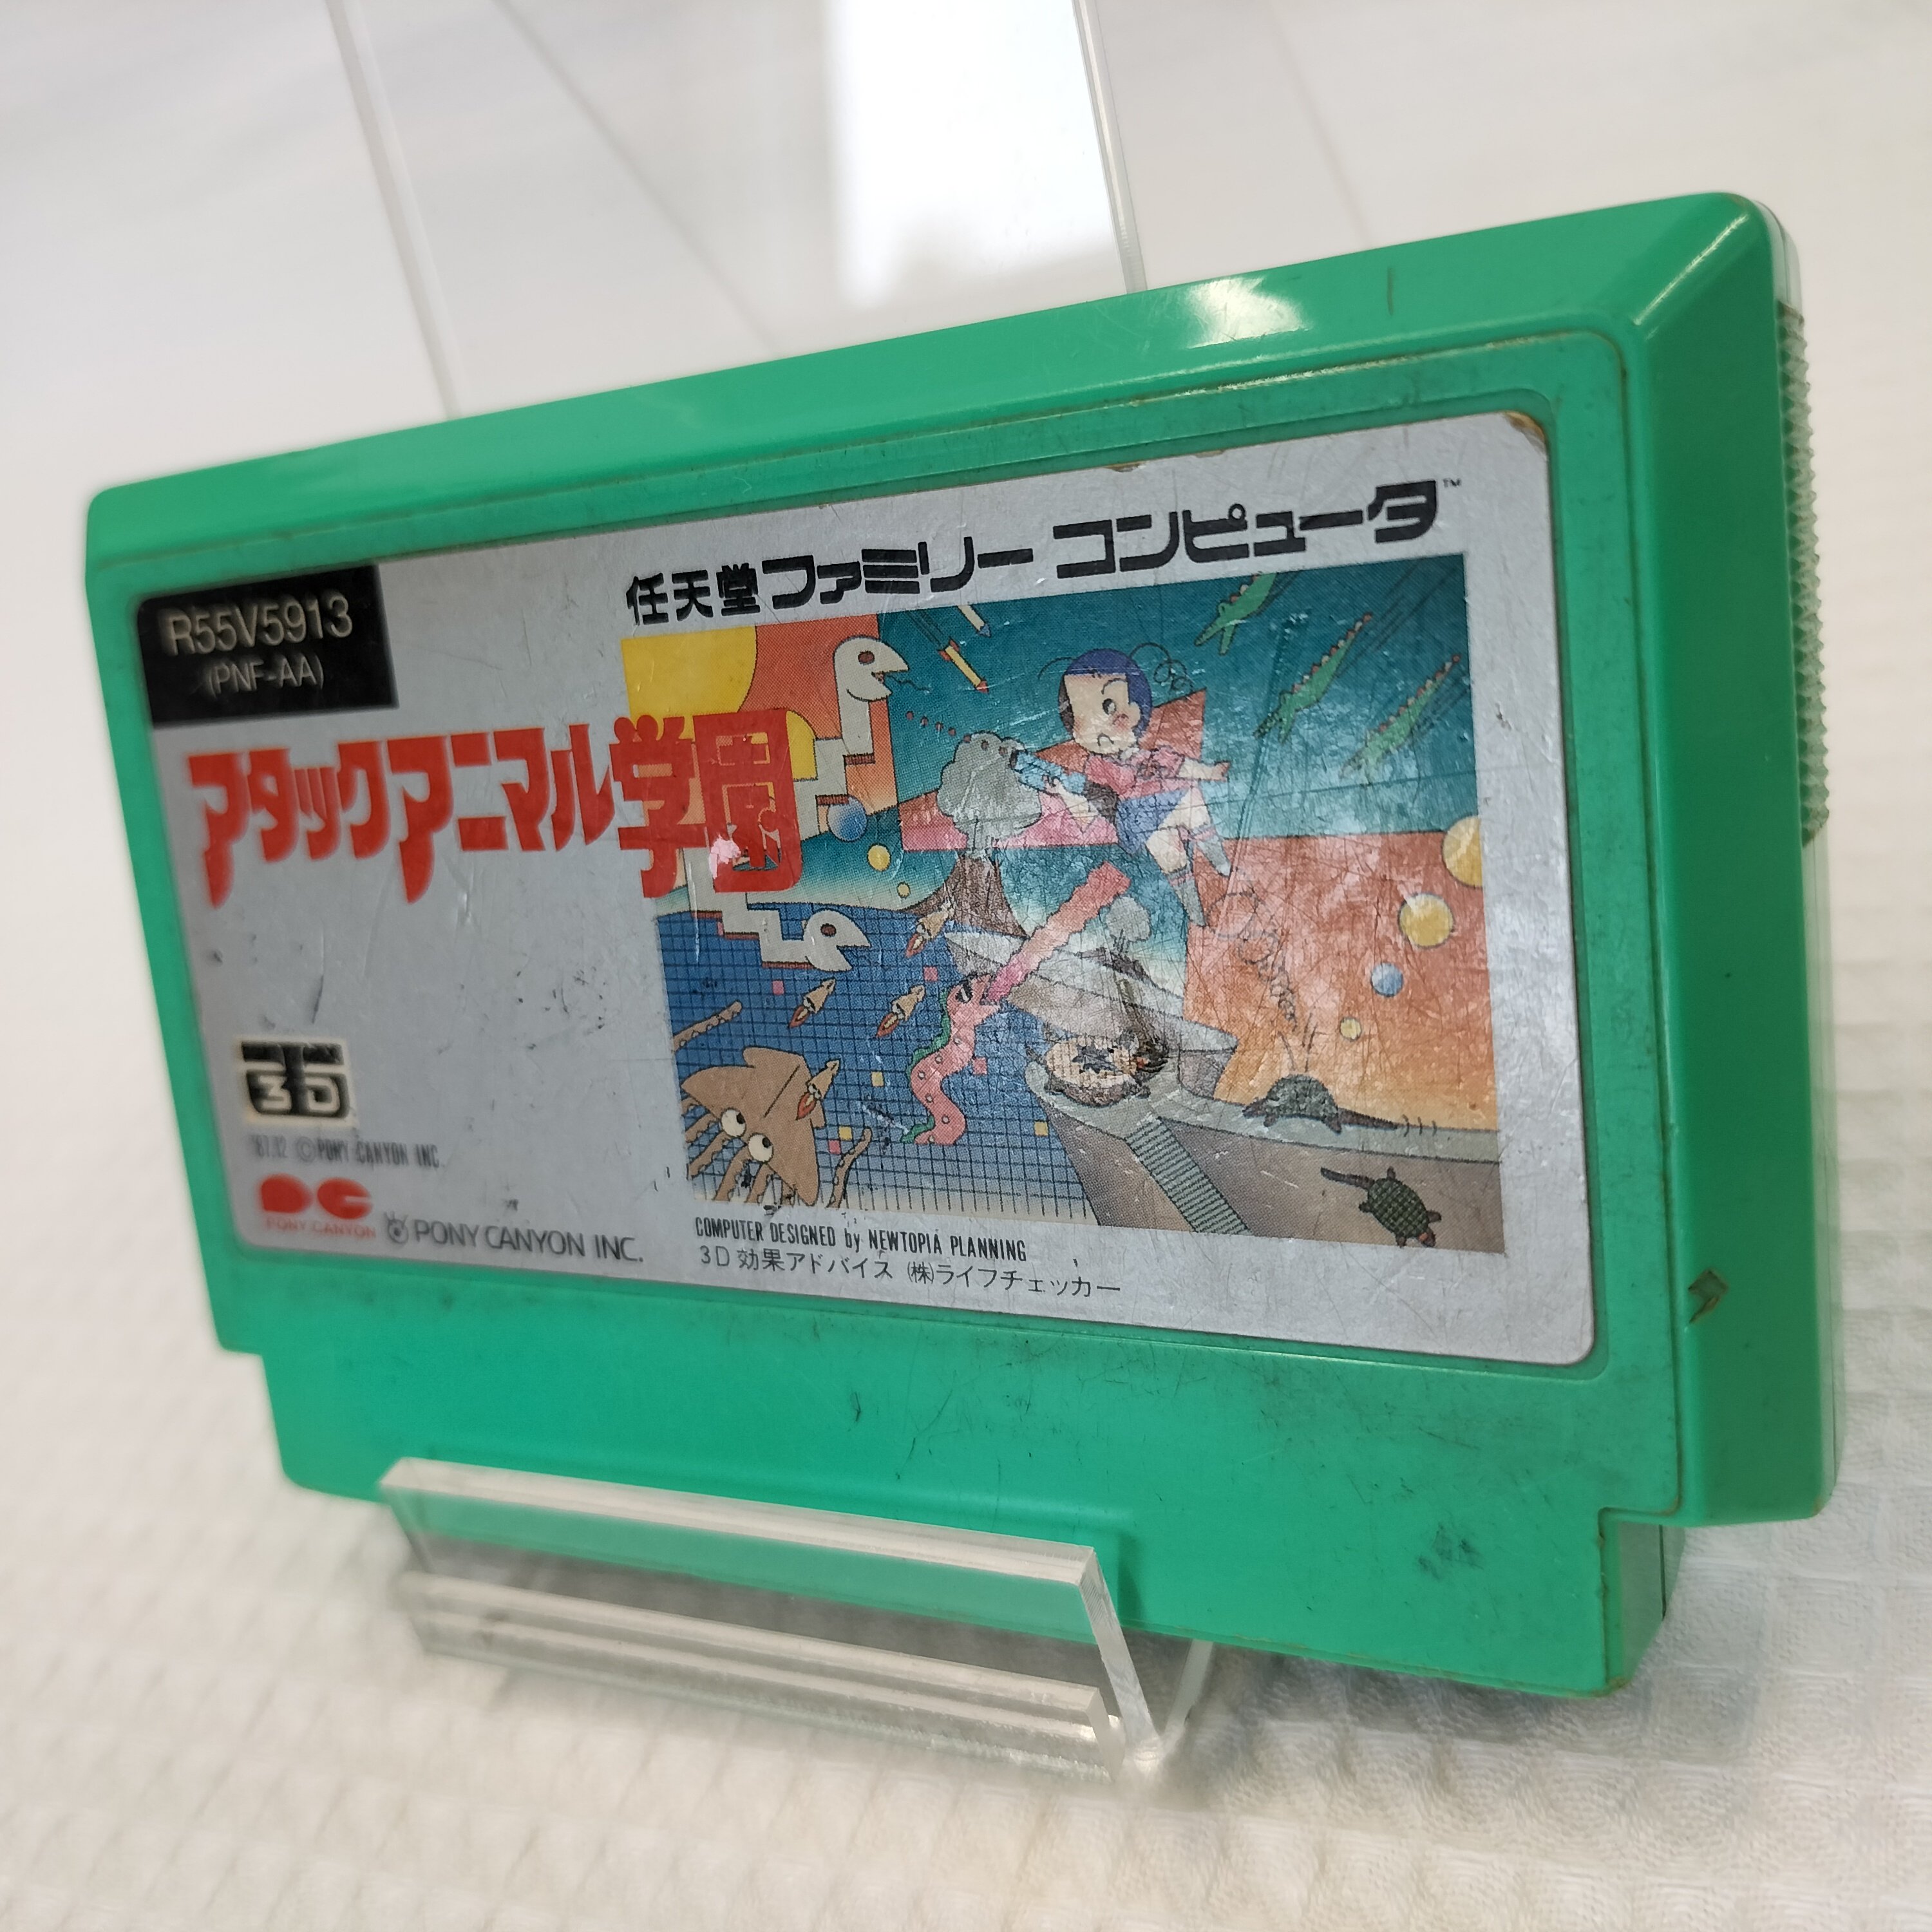 R55V5913
(PNF-AA)
任天堂ファミリーコンピュータ™
アタックアニマル学園
3D
'87.12 ©PONY CANYON INC.
PONY CANYON
PONY CANYON INC.
COMPUTER DESIGNED by NEWTOPIA PLANNING
3D効果アドバイス ㈱ライフチェッカー